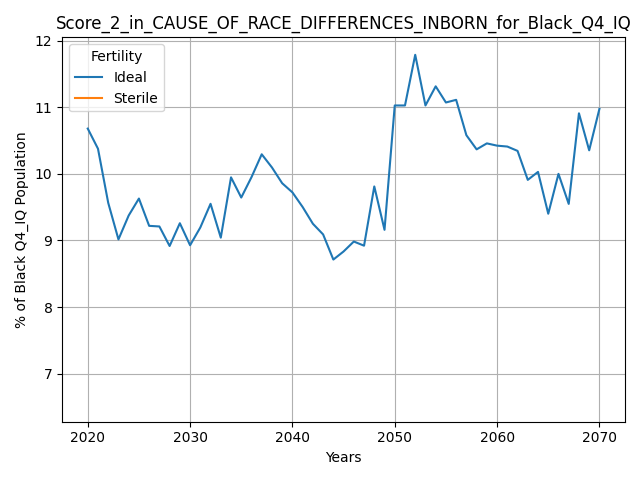 Score_2_in_CAUSE_OF_RACE_DIFFERENCES_INBORN_for_Black_Q4_IQ
12
11
10
9
8
7
% of Black Q4_IQ Population
Fertility
Ideal
Sterile
2020 2030 2040 2050 2060 2070
Years